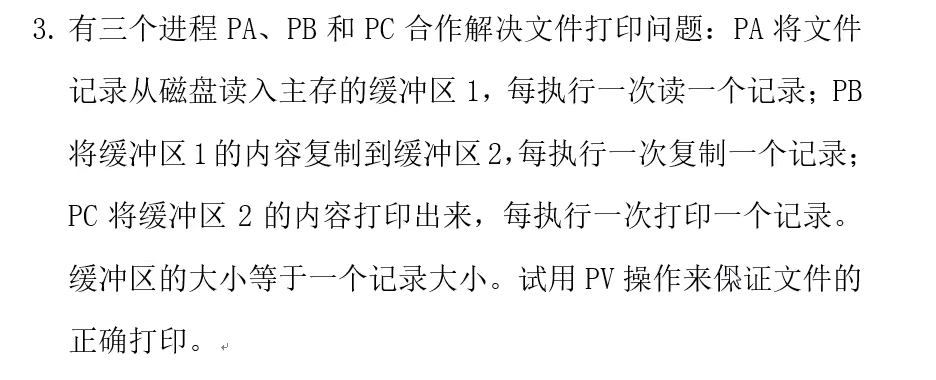 3. 有三个进程 PA、PB 和 PC 合作解决文件打印问题：PA 将文件
记录从磁盘读入主存的缓冲区 1，每执行一次读一个记录；PB
将缓冲区 1 的内容复制到缓冲区 2，每执行一次复制一个记录；
PC 将缓冲区 2 的内容打印出来，每执行一次打印一个记录。
缓冲区的大小等于一个记录大小。试用 PV 操作来保证文件的
正确打印。